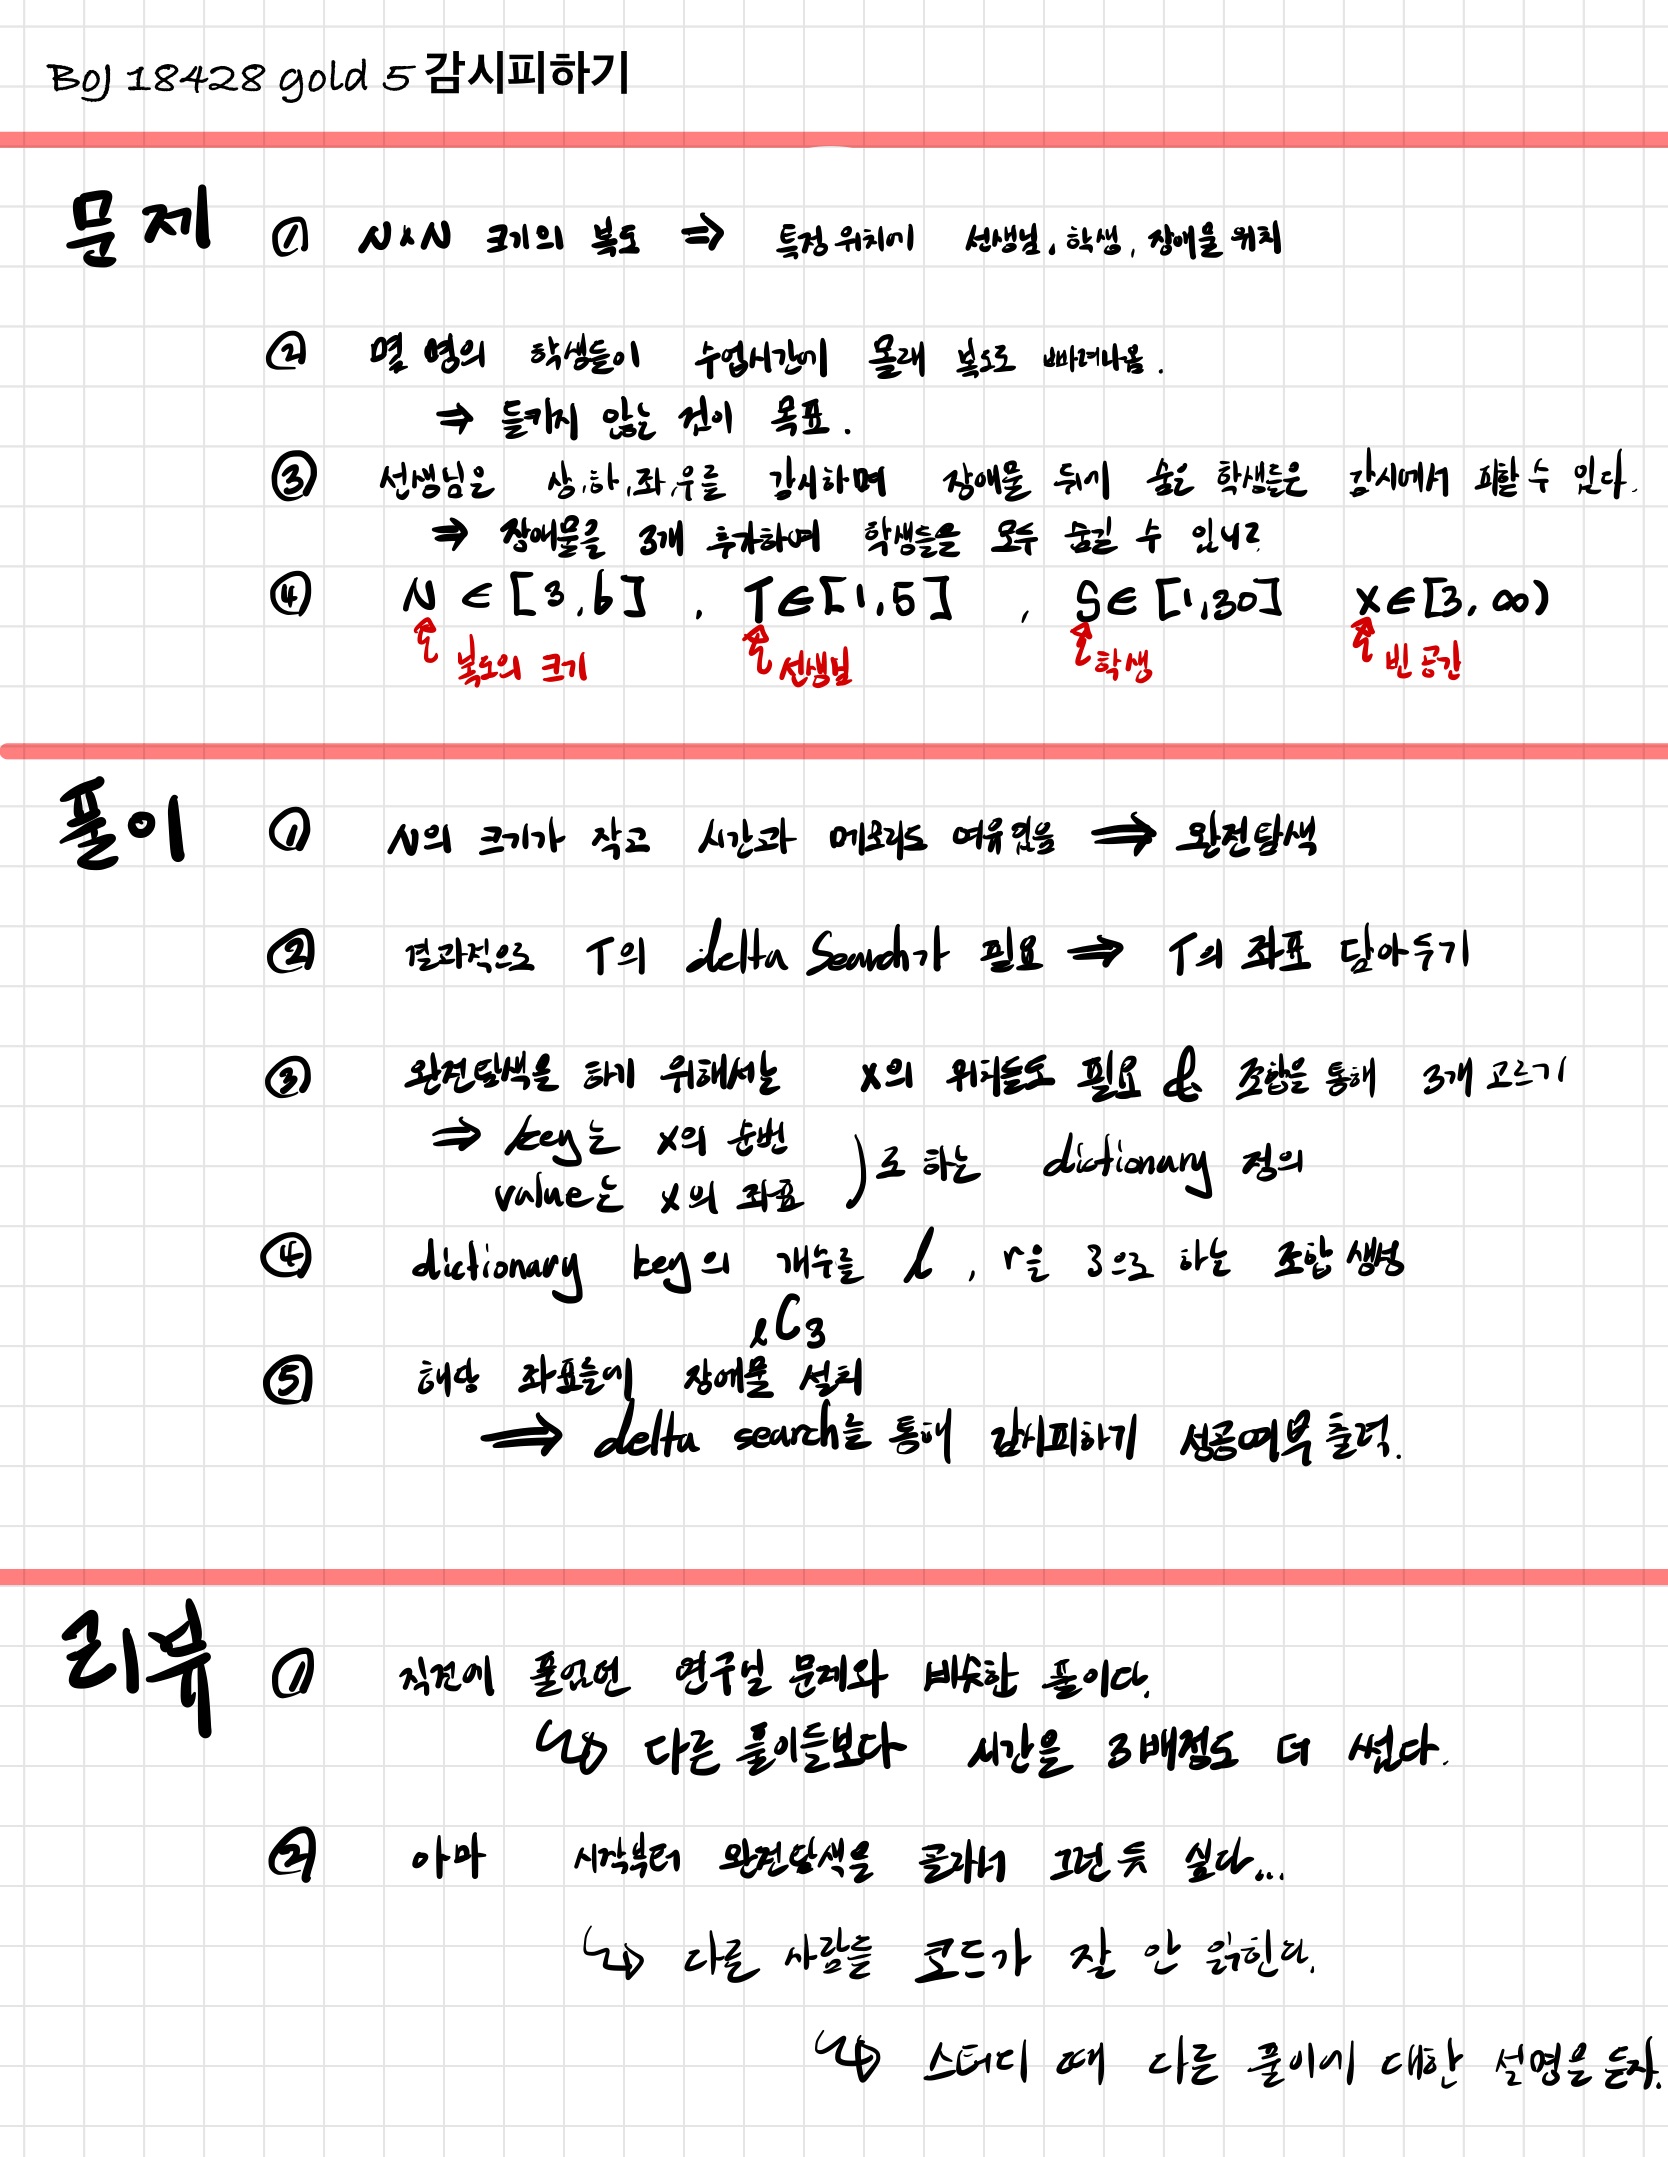 BOJ 18428 gold 5 감시피하기
문제 ① N×N 크기의 복도 ⇒ 특정위치에 선생님, 학생, 장애물 위치
② 몇 명의 학생들이 수업시간에 몰래 복도로 빠져나옴.
⇒ 들키지 않는 것이 목표.
③ 선생님은 상,하,좌,우를 감시하며 장애물 뒤에 숨은 학생들은 감시에서 피할 수 있다.
⇒ 장애물을 3개 추가하여 학생들을 모두 숨길 수 있니?
④ N ∈ [3,6] , T ∈ [1,5] , S ∈ [1,30] X ∈ [3, ∞)
복도의 크기 선생님 학생 빈 공간
풀이 ① N의 크기가 작고 시간과 메모리도 여유있음 ⇒ 완전탐색
② 결과적으로 T의 delta Search가 필요 ⇒ T의 좌표 담아두기
③ 완전탐색을 하기 위해서는 X의 위치들도 필요 & 조합을 통해 3개 고르기
⇒ key는 X의 순번
value는 X의 좌표 ) 로 하는 dictionary 정의
④ dictionary key의 개수를 l , r을 3으로 하는 조합 생성
lC3
⑤ 해당 좌표들에 장애물 설치
⇒ delta search를 통해 감시피하기 성공여부 출력.
리뷰 ① 직전에 풀었던 연구실 문제와 비슷한 풀이다.
↳ 다른 풀이들보다 시간을 3배정도 더 썼다.
② 아마 시작부터 완전탐색을 골라서 그런 듯 싶다...
↳ 다른 사람들 코드가 잘 안 읽힌다.
↳ 스터디 때 다른 풀이에 대한 설명을 듣자.